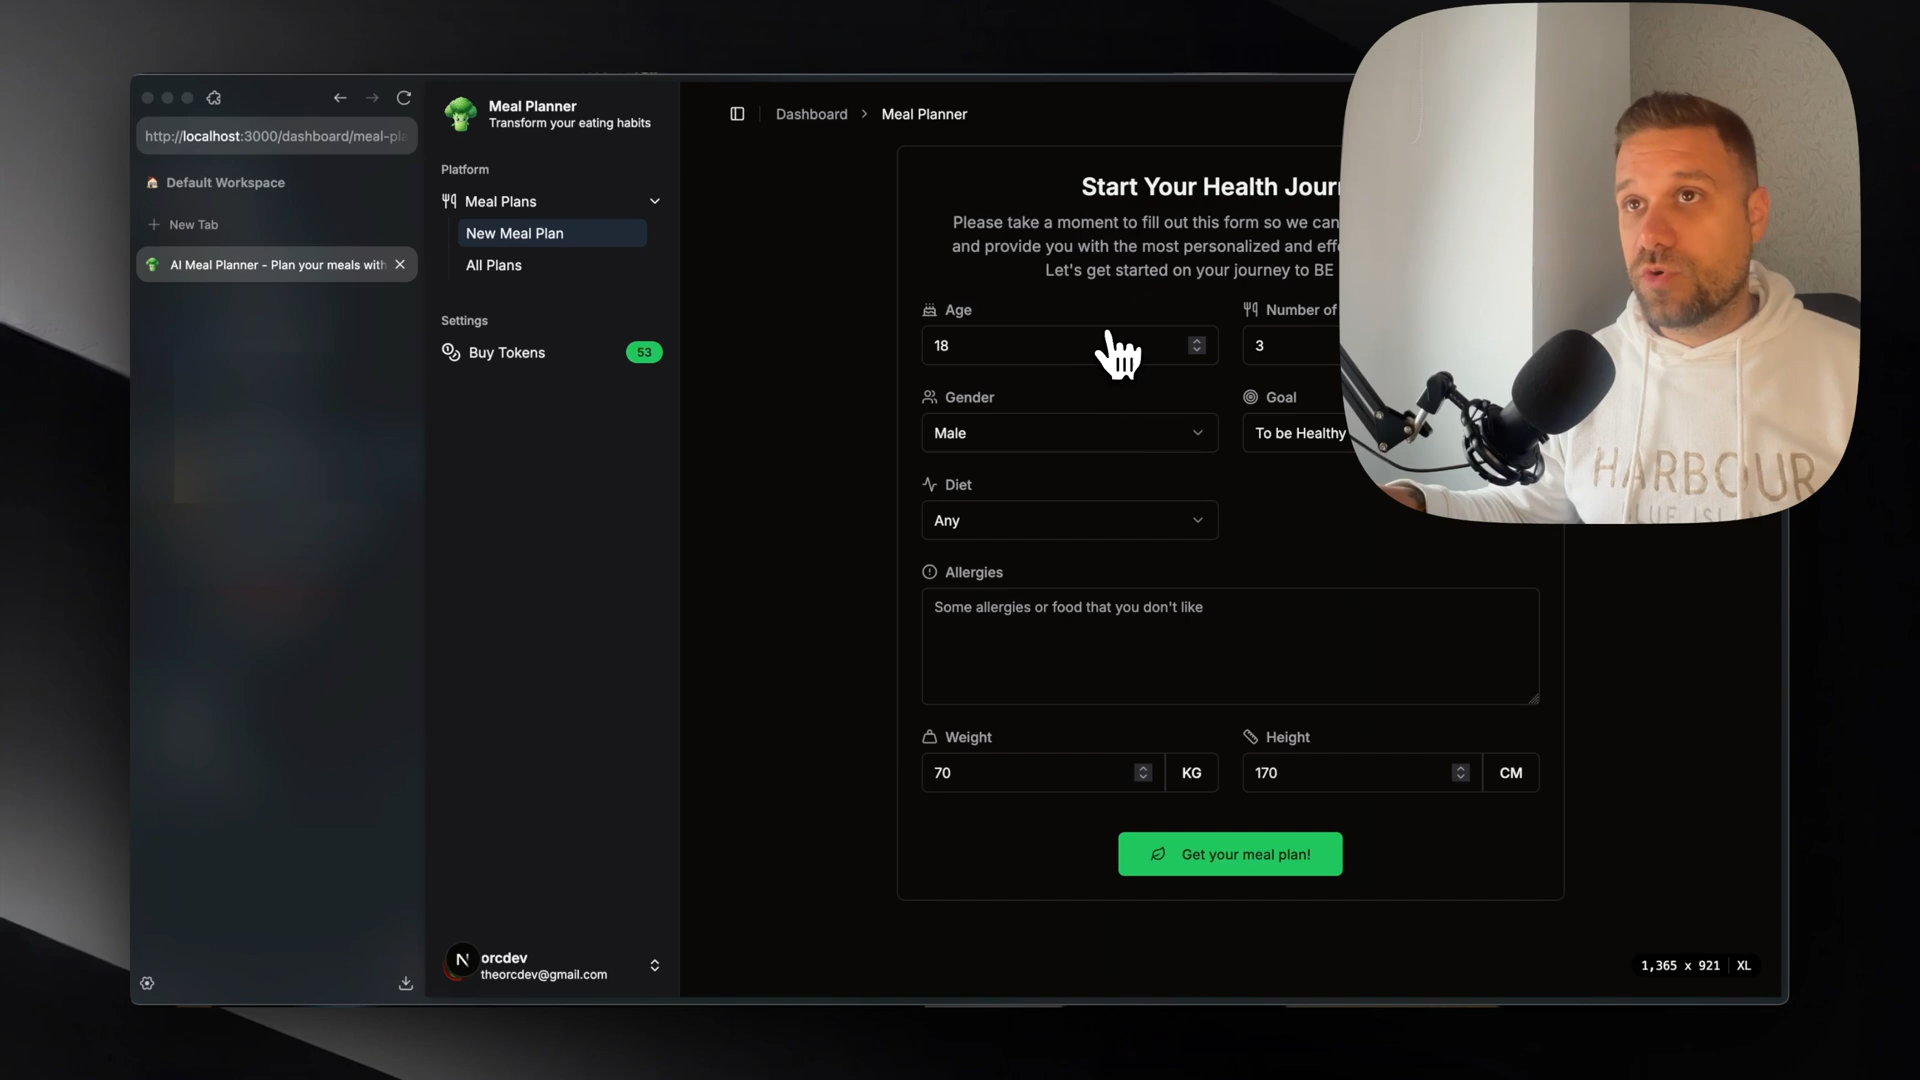 Meal Planner
Transform your eating habits
http://localhost:3000/dashboard/meal-pla
Default Workspace
New Tab
AI Meal Planner - Plan your meals with
Platform
Meal Plans
New Meal Plan
All Plans
Settings
Buy Tokens
53
N
orcdev
theorcdev@gmail.com
Dashboard > Meal Planner
Start Your Health Jour
Please take a moment to fill out this form so we can
and provide you with the most personalized and eff
Let's get started on your journey to BE
Age
Number of
18
3
Gender
Goal
Male
To be Healthy
Diet
Any
Allergies
Some allergies or food that you don't like
Weight
Height
70
KG
170
CM
Get your meal plan!
1,365 x 921
XL
HARBOUR
BLUE ISLAN